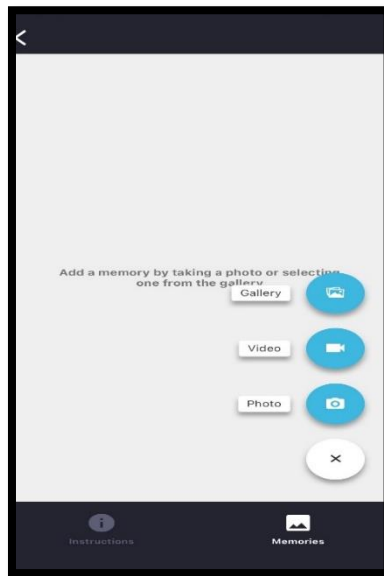 Add a memory by taking a photo or selecting
one from the gallery
Gallery
Video
Photo
Instructions
Memories